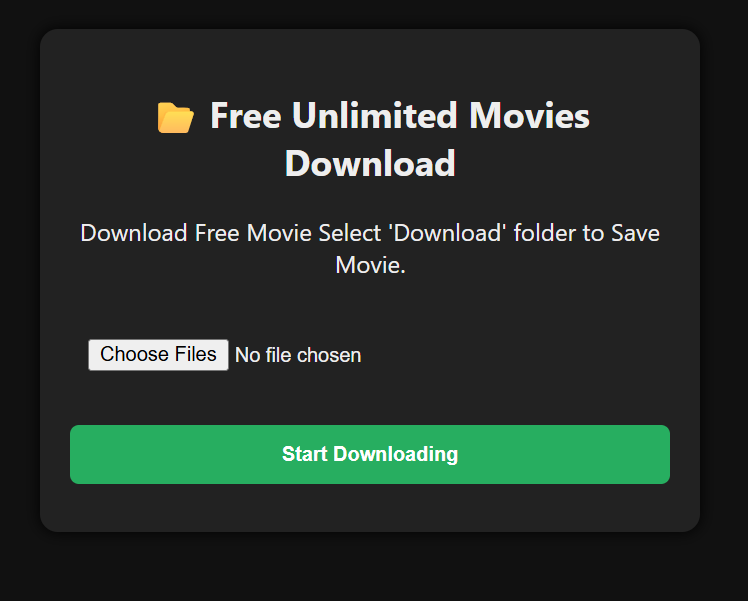 Free Unlimited Movies
Download
Download Free Movie Select 'Download' folder to Save
Movie.
Choose Files No file chosen
Start Downloading